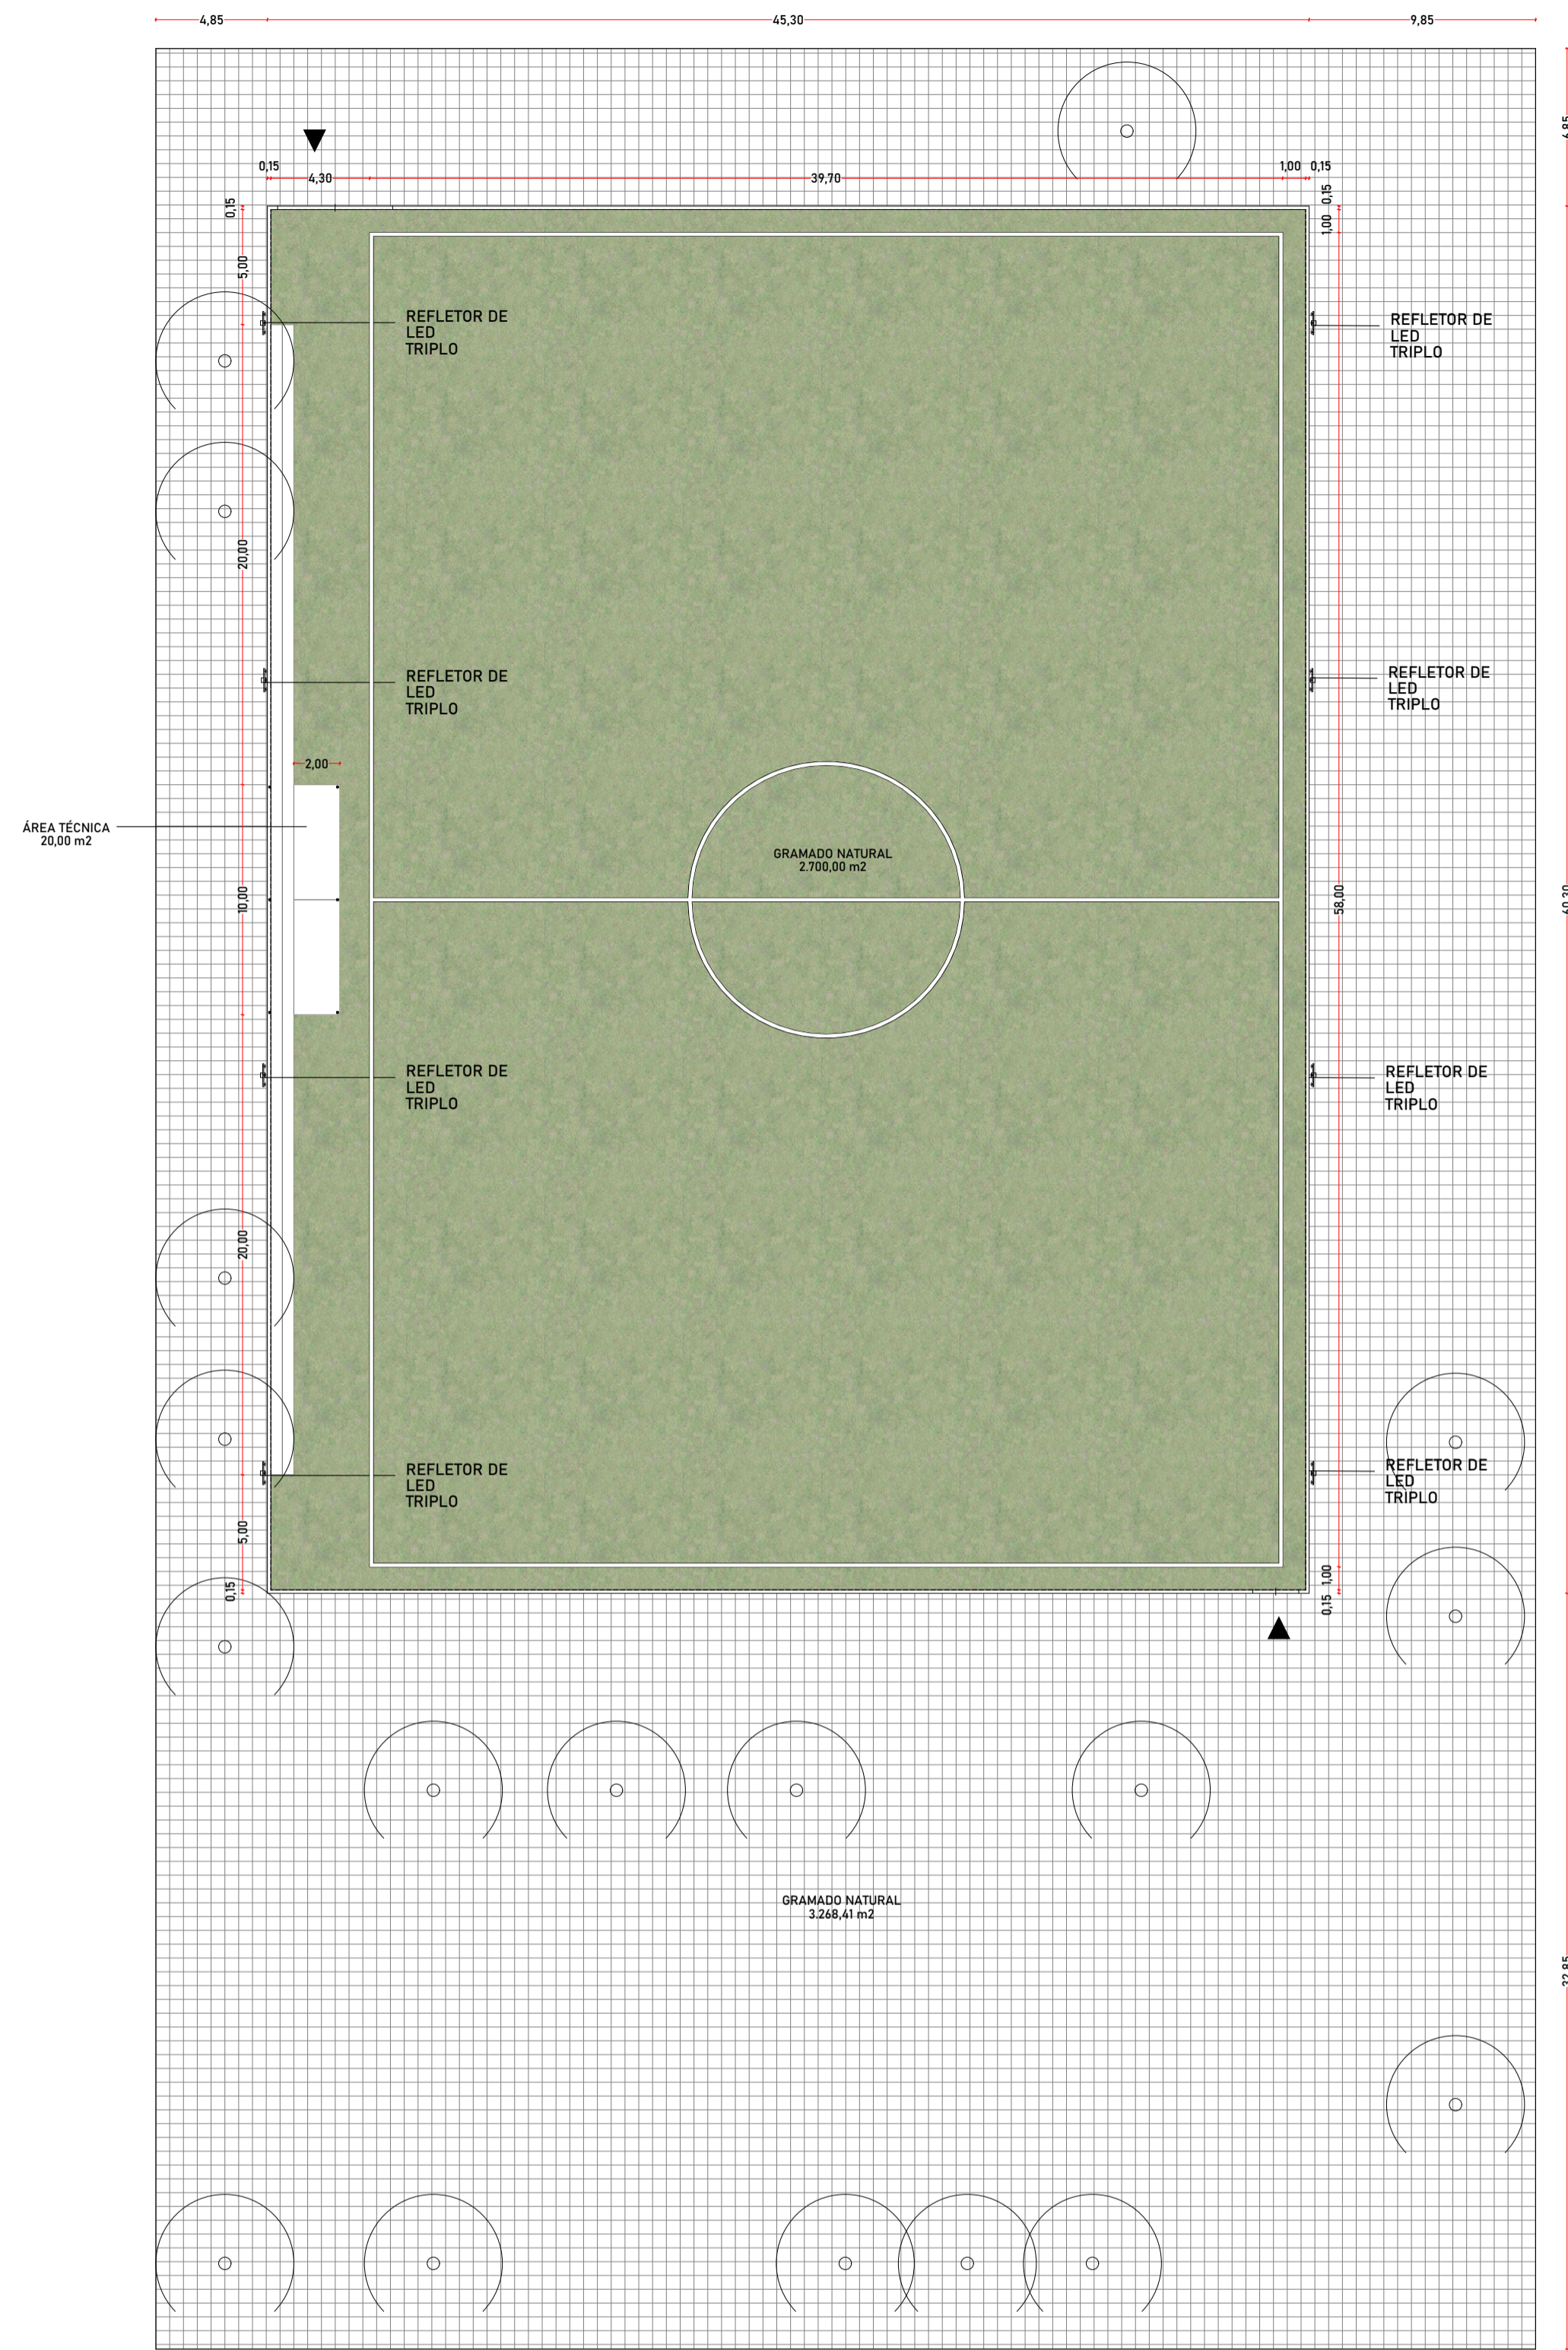 4,85
45,30
9,85
0,15
4,30
39,70
1,00
0,15
0,15
1,00
0,15
5,00
REFLETOR DE
LED
TRIPLO
REFLETOR DE
LED
TRIPLO
20,00
REFLETOR DE
LED
TRIPLO
REFLETOR DE
LED
TRIPLO
2,00
ÁREA TÉCNICA
20,00 m2
GRAMADO NATURAL
2.700,00 m2
10,00
58,00
REFLETOR DE
LED
TRIPLO
REFLETOR DE
LED
TRIPLO
20,00
REFLETOR DE
LED
TRIPLO
REFLETOR DE
LED
TRIPLO
5,00
0,15
1,00
0,15
GRAMADO NATURAL
3.268,41 m2